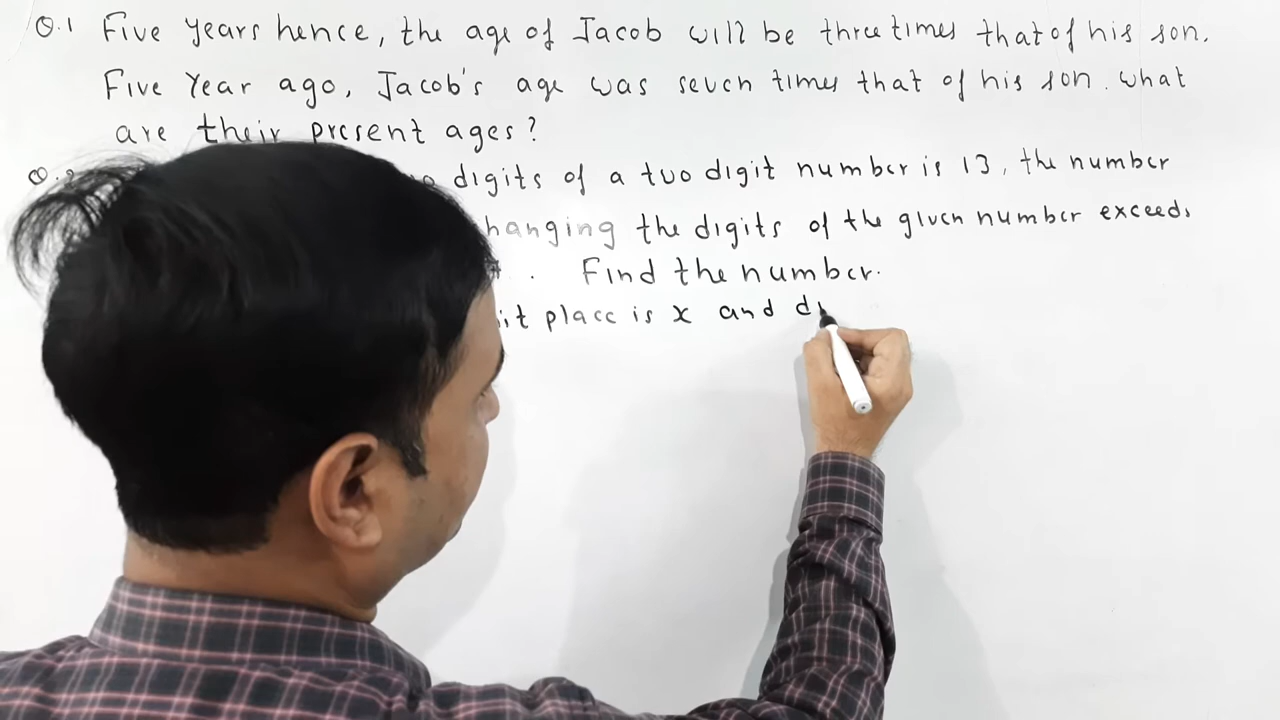 Q.1 Five years hence, the age of Jacob will be three times that of his son.
Five Year ago, Jacob's age was seven times that of his son. what
are their present ages?
digits of a two digit number is 13, the number
hanging the digits of the given number exceeds
. Find the number.
it place is x and di